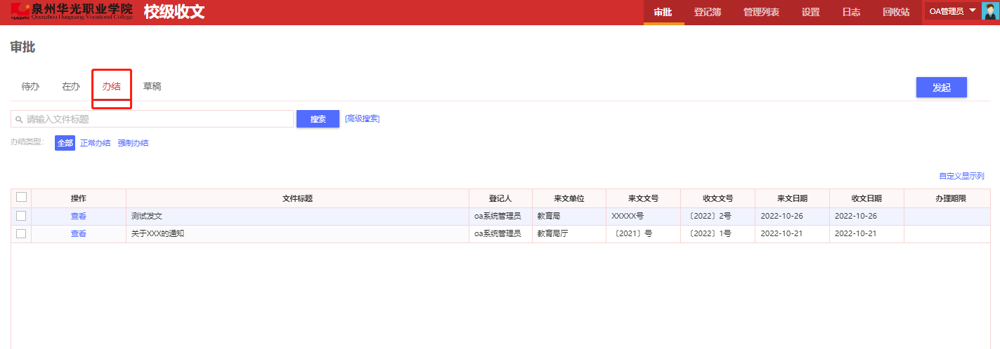 泉州华光职业学院 校级收文 审批 登记簿 管理列表 设置 日志 回收站 OA管理员
Quanzhou Huaguang Vocational College
审批
待办 在办 办结 草稿 发起
请输入文件标题 搜索 [高级搜索]
办结类型: 全部 正常办结 强制办结
自定义显示列
操作 文件标题 登记人 来文单位 来文文号 收文文号 来文日期 收文日期 办理期限
查看 测试发文 oa系统管理员 教育局 XXXXX号 〔2022〕2号 2022-10-26 2022-10-26
查看 关于XXX的通知 oa系统管理员 教育局厅 〔2021〕号 〔2022〕1号 2022-10-21 2022-10-21